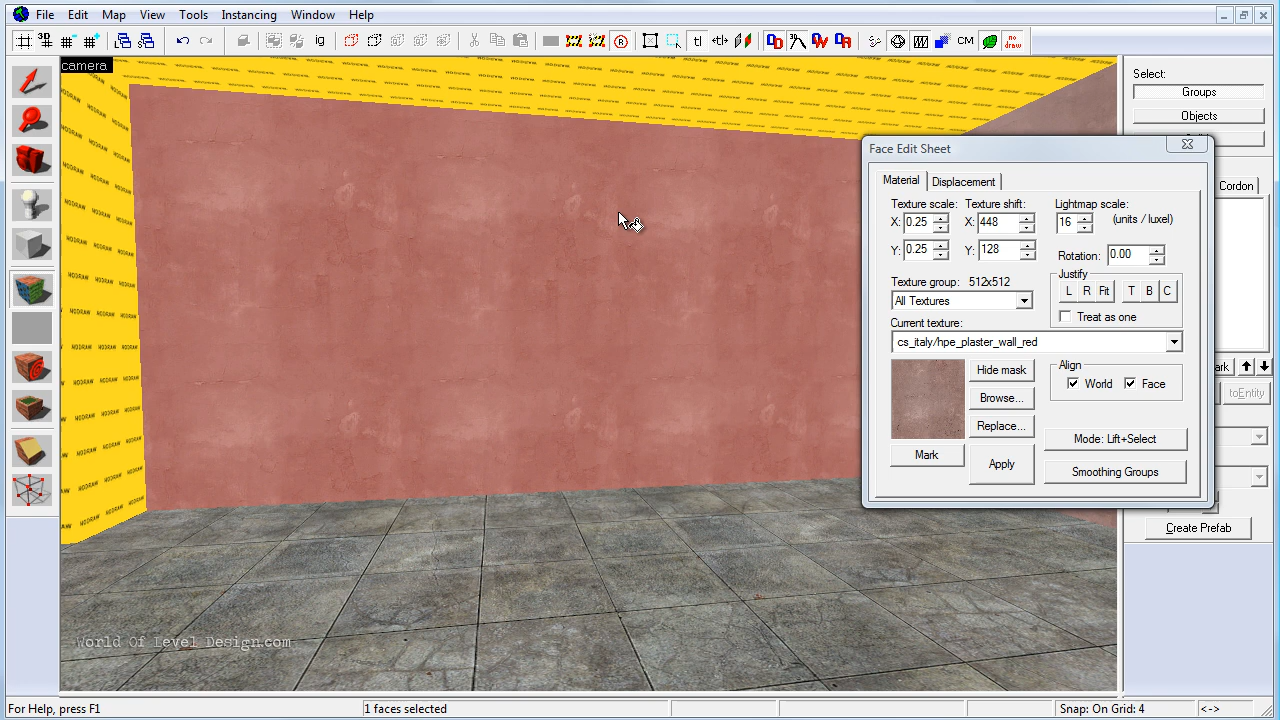 File Edit Map View Tools Instancing Window Help
3D ig R tl CM no draw
camera
Select:
Groups
Objects
Cordon
Face Edit Sheet
Material Displacement
Texture scale: Texture shift: Lightmap scale:
X: 0.25 X: 448 16 (units / luxel)
Y: 0.25 Y: 128 Rotation: 0.00
Justify
Texture group: 512x512 L R Fit T B C
All Textures Treat as one
Current texture:
cs_italy/hpe_plaster_wall_red
Hide mask Align
World Face
Browse...
Replace... Mode: Lift+Select
Mark Apply Smoothing Groups
ark toEntity
Create Prefab
NODRAW
World Of Level Design.com
For Help, press F1 1 faces selected Snap: On Grid: 4 <->